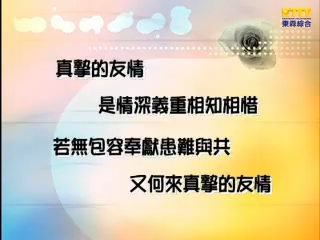 ETTV
東森綜合
真摯的友情
是情深義重相知相惜
若無包容奉獻患難與共
又何來真摯的友情